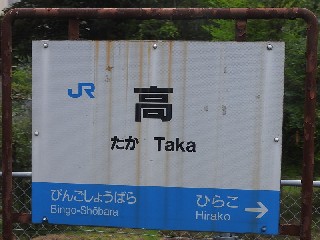 JR
高
たか Taka
びんごしょうばら ひらこ
Bingo-Shōbara Hirako →